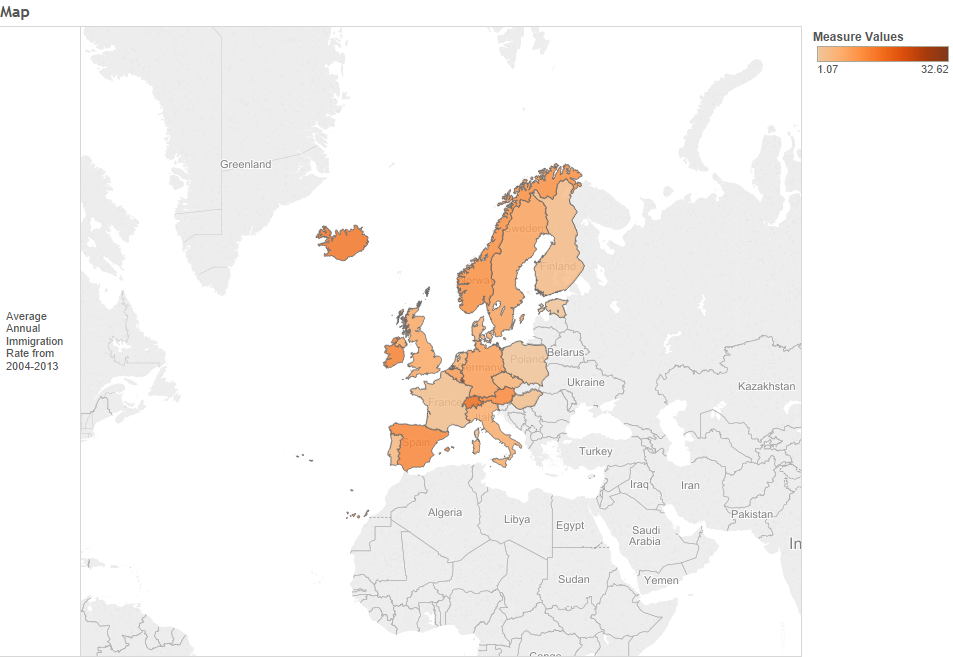 Map
Measure Values
1.07 32.62
Greenland
Sweden
Norway
Finland
Average
Annual
Immigration
Rate from
2004-2013
Belarus
Poland
Germany
Ukraine
Kazakhstan
France
Italy
Spain
Turkey
Iraq
Iran
Algeria
Libya
Egypt
Pakistan
Saudi
Arabia
In
Sudan
Yemen
Congo